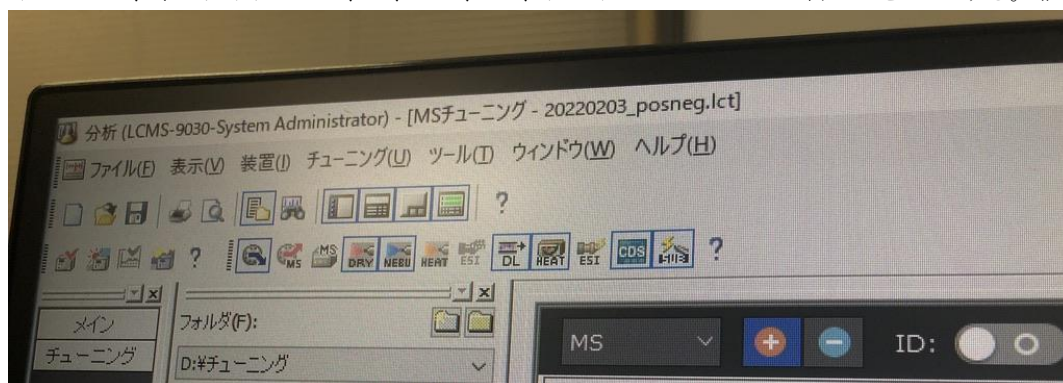 分析 (LCMS-9030-System Administrator) - [MSチューニング - 20220203_posneg.lct]
ファイル(F) 表示(V) 装置(I) チューニング(U) ツール(T) ウィンドウ(W) ヘルプ(H)
?
? MS MS DRY NEBU HEAT ESI DL HEAT ESI CDS ?
メイン フォルダ(F):
チューニング D:¥チューニング
MS ID: